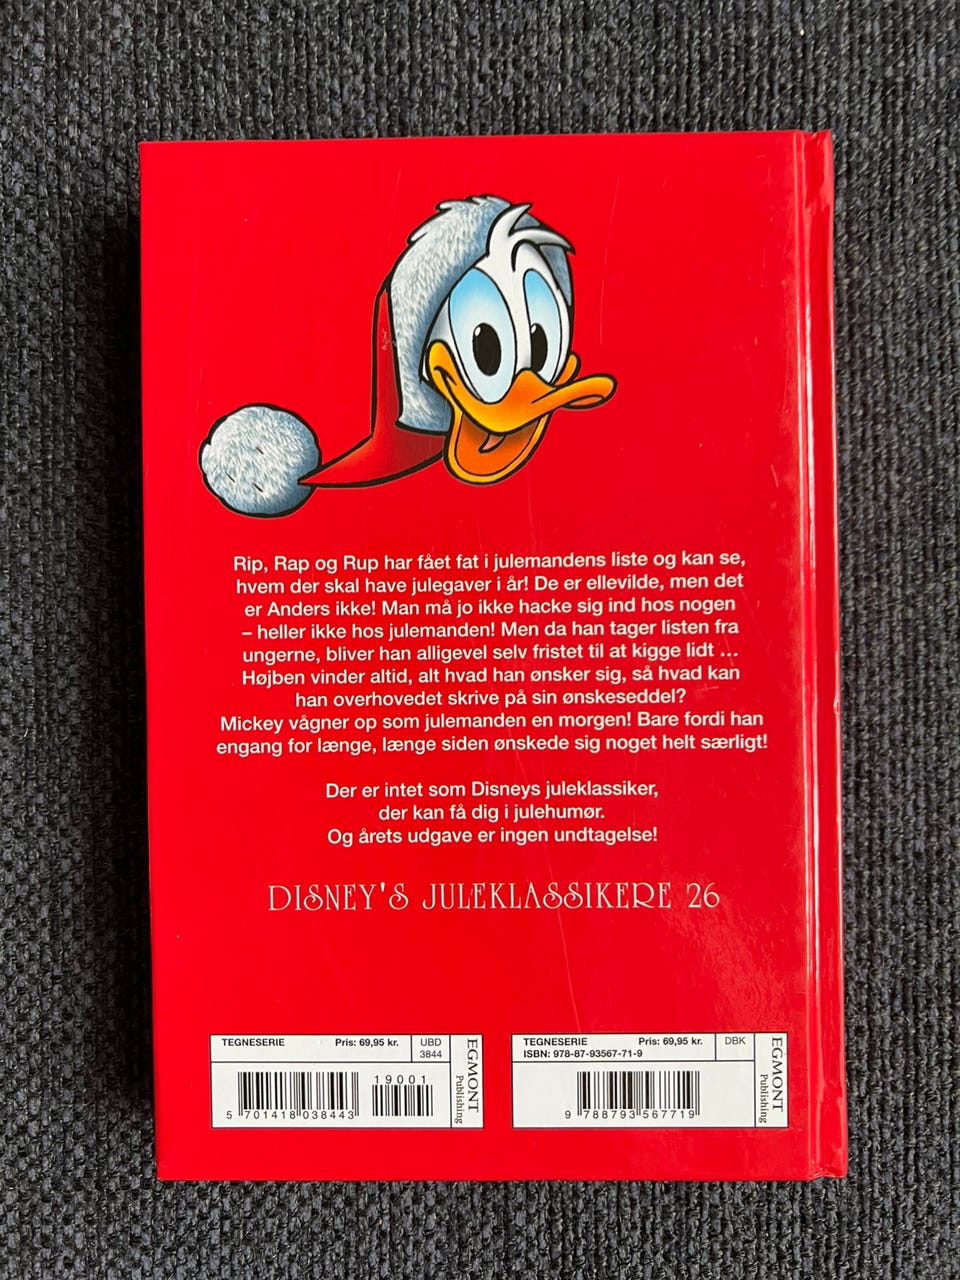 Rip, Rap og Rup har fået fat i julemandens liste og kan se,
hvem der skal have julegaver i år! De er ellevilde, men det
er Anders ikke! Man må jo ikke hacke sig ind hos nogen
– heller ikke hos julemanden! Men da han tager listen fra
ungerne, bliver han alligevel selv fristet til at kigge lidt ...
Højben vinder altid, alt hvad han ønsker sig, så hvad kan
han overhovedet skrive på sin ønskeseddel?
Mickey vågner op som julemanden en morgen! Bare fordi han
engang for længe, længe siden ønskede sig noget helt særligt!
Der er intet som Disneys juleklassiker,
der kan få dig i julehumør.
Og årets udgave er ingen undtagelse!
DISNEY'S JULEKLASSIKERE 26
TEGNESERIE Pris: 69,95 kr. UBD
3844
19001
5 701418 038443
EGMONT
Publishing
TEGNESERIE Pris: 69,95 kr. DBK
ISBN: 978-87-93567-71-9
9 788793 567719
EGMONT
Publishing